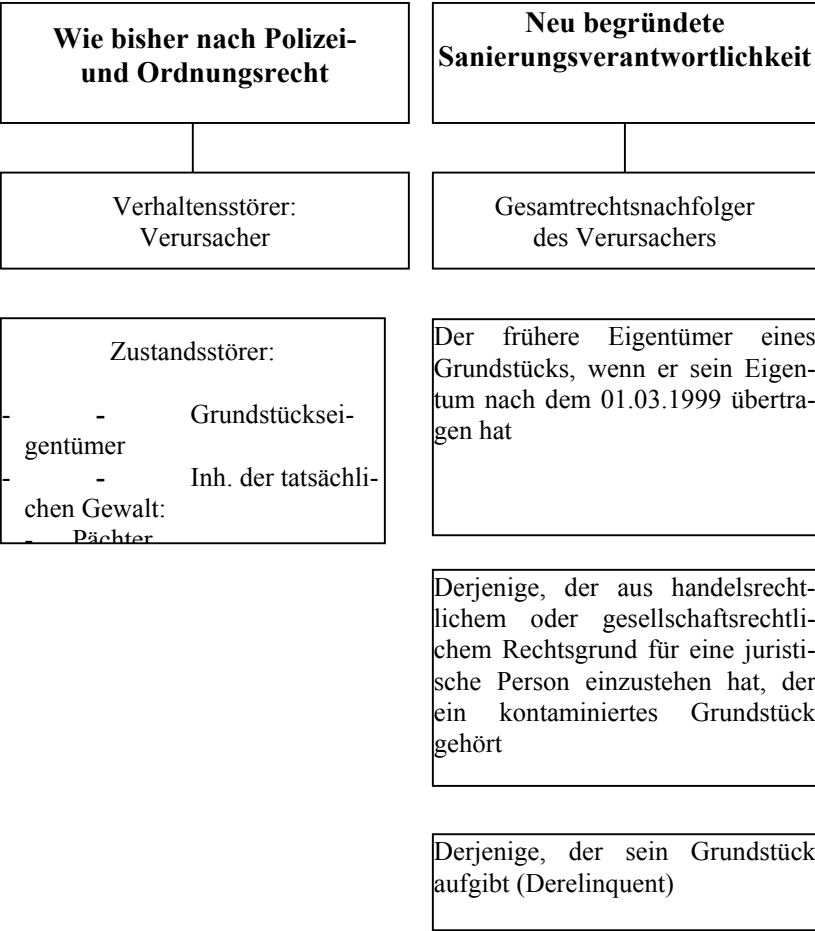 Wie bisher nach Polizei-
und Ordnungsrecht
Verhaltensstörer:
Verursacher
Zustandsstörer:
- - Grundstücksei-
gentümer
- - Inh. der tatsächli-
chen Gewalt:
- Pächter
Neu begründete
Sanierungsverantwortlichkeit
Gesamtrechtsnachfolger
des Verursachers
Der frühere Eigentümer eines
Grundstücks, wenn er sein Eigen-
tum nach dem 01.03.1999 übertra-
gen hat
Derjenige, der aus handelsrecht-
lichem oder gesellschaftsrechtli-
chem Rechtsgrund für eine juristi-
sche Person einzustehen hat, der
ein kontaminiertes Grundstück
gehört
Derjenige, der sein Grundstück
aufgibt (Derelinquent)